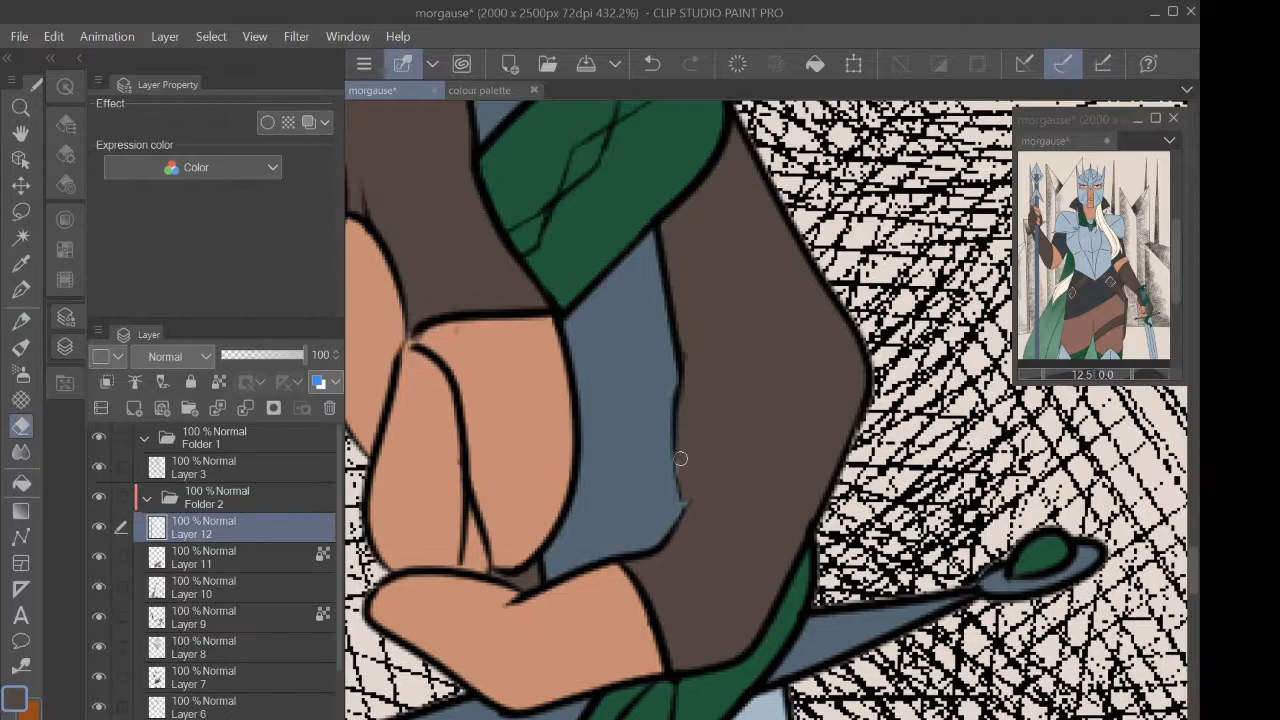 morgause* (2000 x 2500px 72dpi 432.2%) - CLIP STUDIO PAINT PRO
File Edit Animation Layer Select View Filter Window Help
Layer Property
morgause* colour palette
Effect
Expression color
Color
morgause* (2000
morgause*
12.5 0.0
Layer
Normal 100
100 % Normal
Folder 1
100 % Normal
Layer 3
100 % Normal
Folder 2
100 % Normal
Layer 12
100 % Normal
Layer 11
100 % Normal
Layer 10
100 % Normal
Layer 9
100 % Normal
Layer 8
100 % Normal
Layer 7
100 % Normal
Layer 6